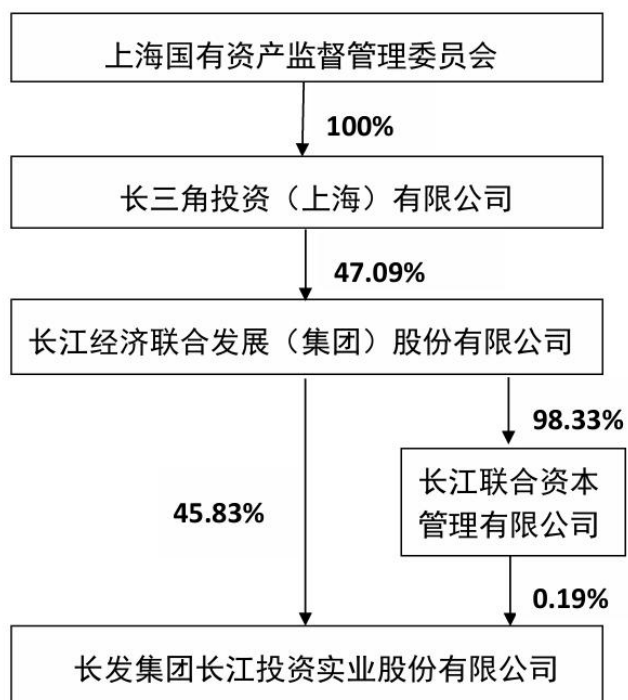 上海国有资产监督管理委员会
100%
长三角投资（上海）有限公司
47.09%
长江经济联合发展（集团）股份有限公司
98.33%
长江联合资本
管理有限公司
45.83%
0.19%
长发集团长江投资实业股份有限公司